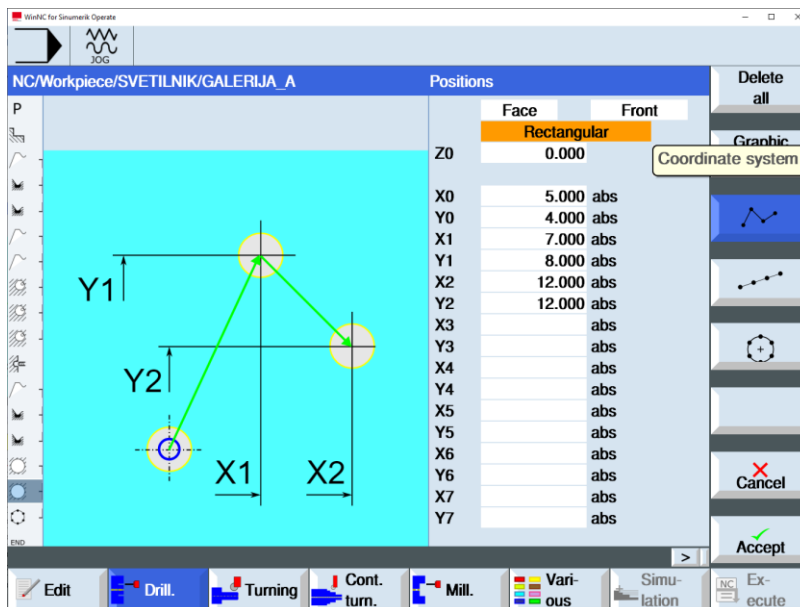 WinNC for Sinumerik Operate
JOG
NC/Workpiece/SVETILNIK/GALERIJA_A
Positions
Delete
all
P
Face Front
Rectangular
Graphic
Coordinate system
Z0 0.000
X0 5.000 abs
Y0 4.000 abs
X1 7.000 abs
Y1 8.000 abs
X2 12.000 abs
Y2 12.000 abs
X3 abs
Y3 abs
X4 abs
Y4 abs
X5 abs
Y5 abs
X6 abs
Y6 abs
X7 abs
Y7 abs
Y1
Y2
X1 X2
END
Cancel
Accept
>
Edit
Drill.
Turning
Cont.
turn.
Mill.
Vari-
ous
Simu-
lation
NC
Ex-
ecute